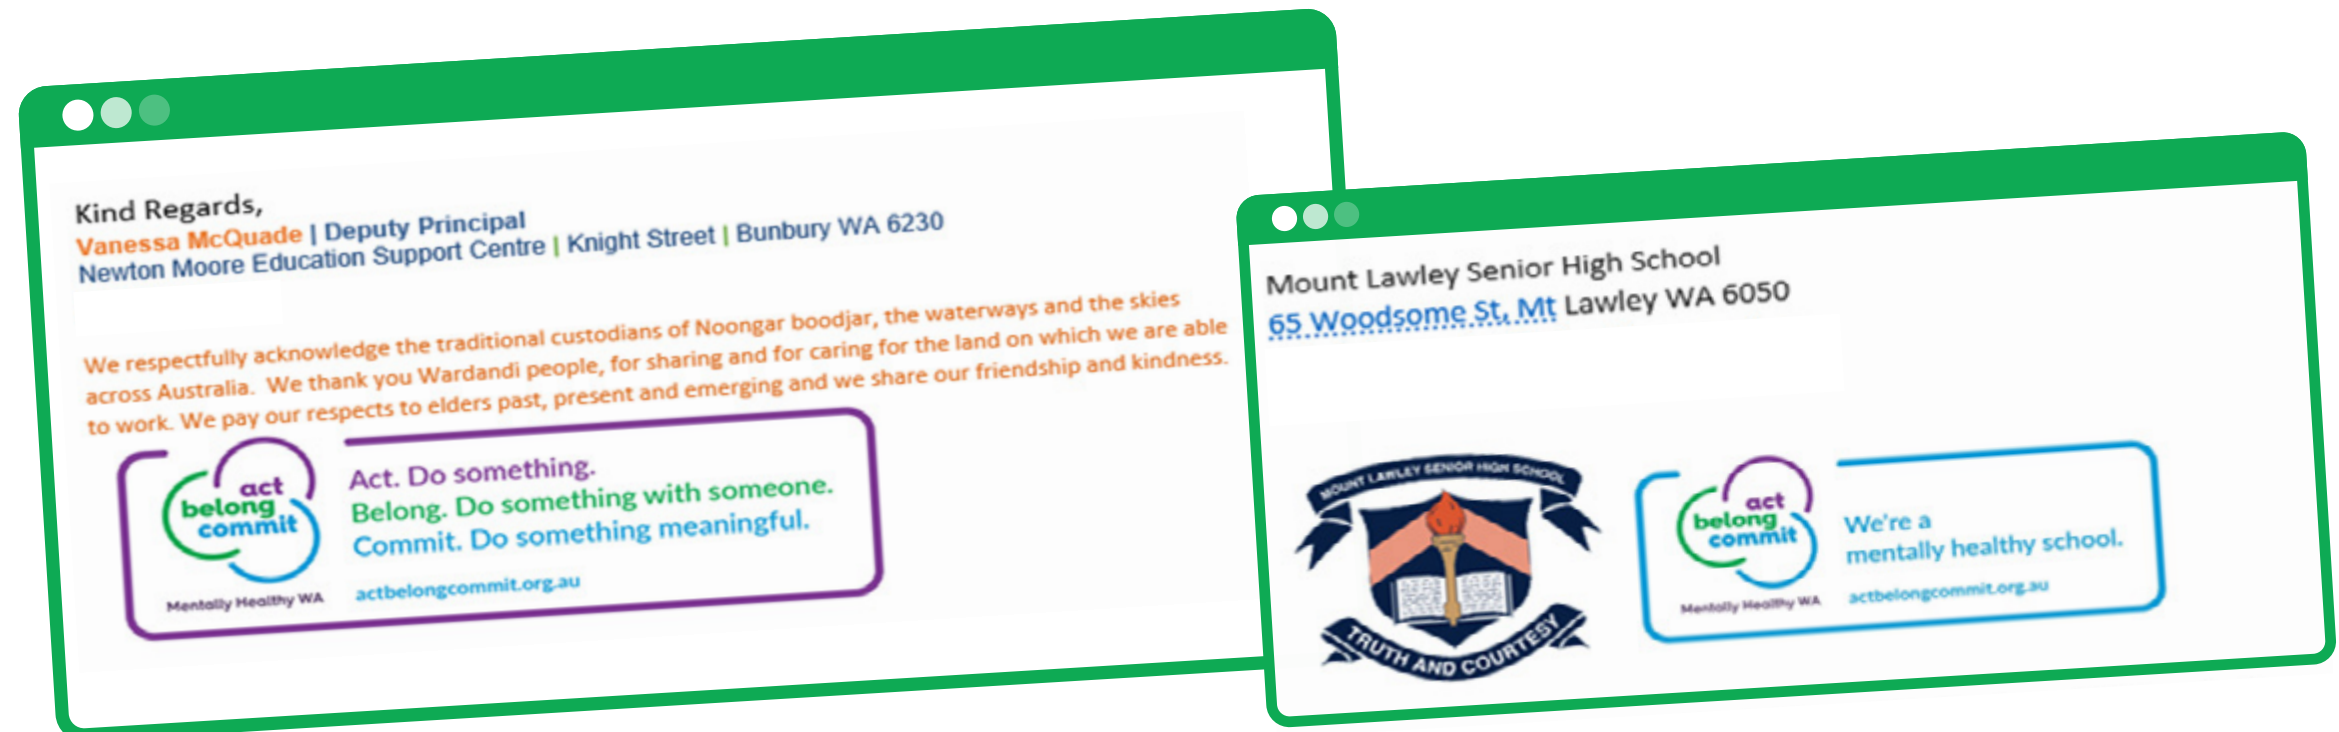 Kind Regards,
Vanessa McQuade | Deputy Principal
Newton Moore Education Support Centre | Knight Street | Bunbury WA 6230
We respectfully acknowledge the traditional custodians of Noongar boodjar, the waterways and the skies
across Australia.  We thank you Wardandi people, for sharing and for caring for the land on which we are able
to work. We pay our respects to elders past, present and emerging and we share our friendship and kindness.
act
belong
commit
Mentally Healthy WA
Act. Do something.
Belong. Do something with someone.
Commit. Do something meaningful.
actbelongcommit.org.au
Mount Lawley Senior High School
65 Woodsome St, Mt Lawley WA 6050
MOUNT LAWLEY SENIOR HIGH SCHOOL
TRUTH AND COURTESY
act
belong
commit
Mentally Healthy WA
We're a
mentally healthy school.
actbelongcommit.org.au